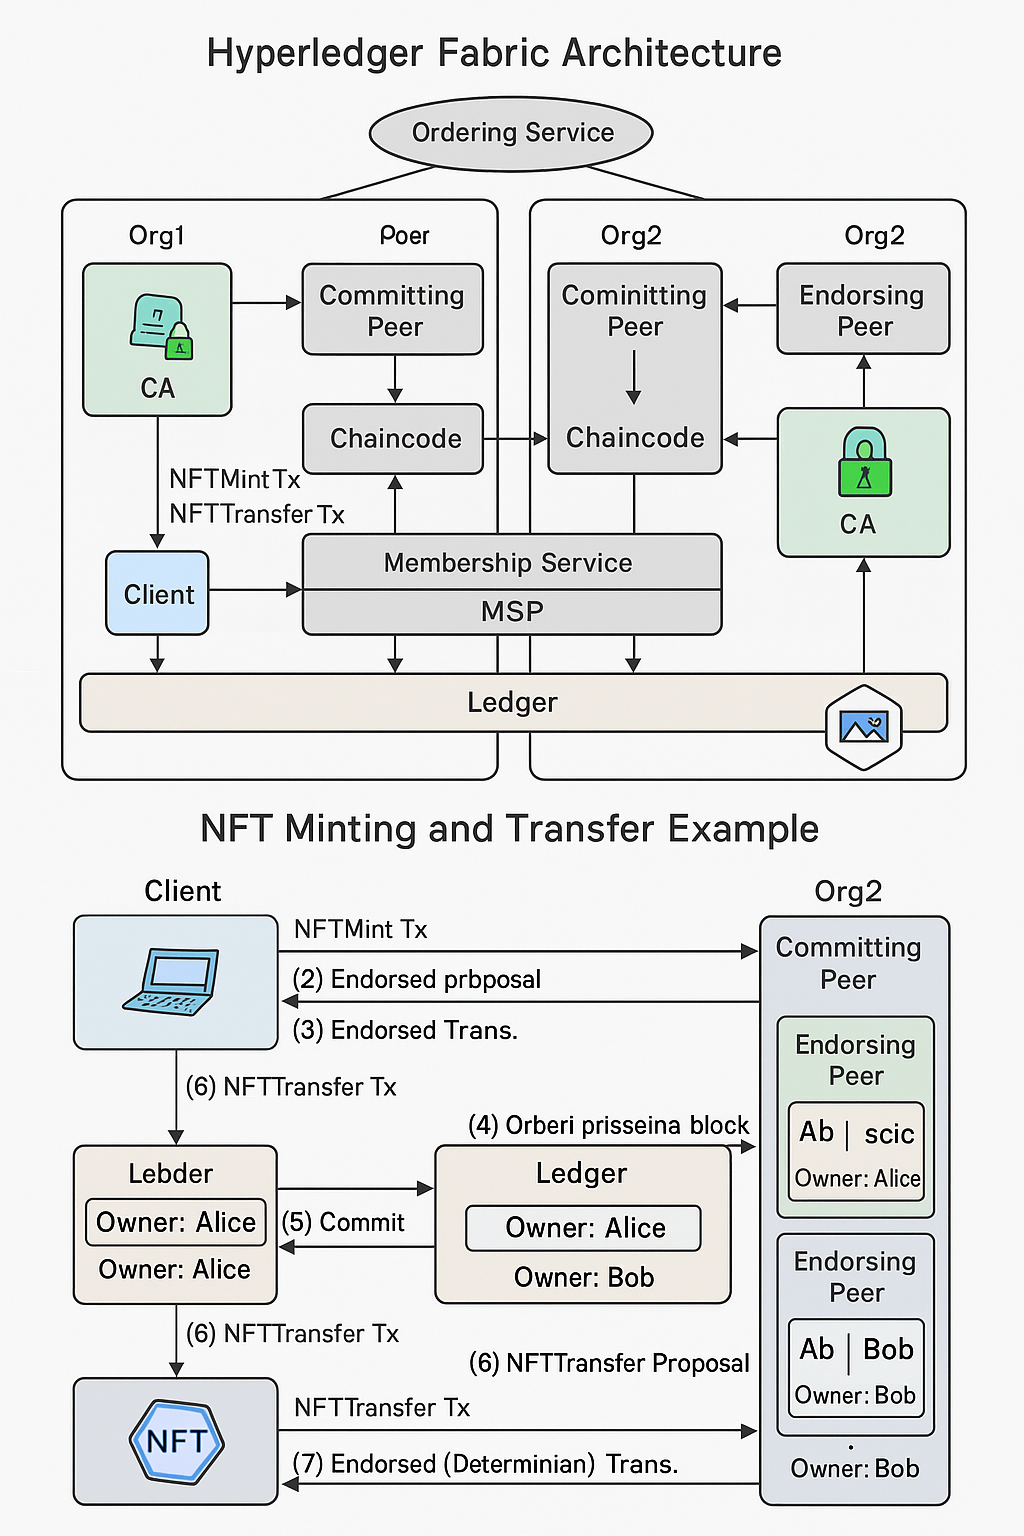 Hyperledger Fabric Architecture
Ordering Service
Org1
Poer
Org2
Org2
CA
Committing
Peer
Cominitting
Peer
Endorsing
Peer
Chaincode
Chaincode
CA
NFTMint Tx
NFTTransfer Tx
Client
Membership Service
MSP
Ledger
NFT Minting and Transfer Example
Client
Org2
NFTMint Tx
(2) Endorsed prbposal
(3) Endorsed Trans.
Committing
Peer
Endorsing
Peer
Ab | scic
Owner: Alice
(6) NFTTransfer Tx
(4) Orberi prisseina block
Lebder
Owner: Alice
Owner: Alice
(5) Commit
Ledger
Owner: Alice
Owner: Bob
Endorsing
Peer
Ab | Bob
Owner: Bob
Owner: Bob
(6) NFTTransfer Tx
(6) NFTTransfer Proposal
NFT
NFTTransfer Tx
(7) Endorsed (Determinian) Trans.